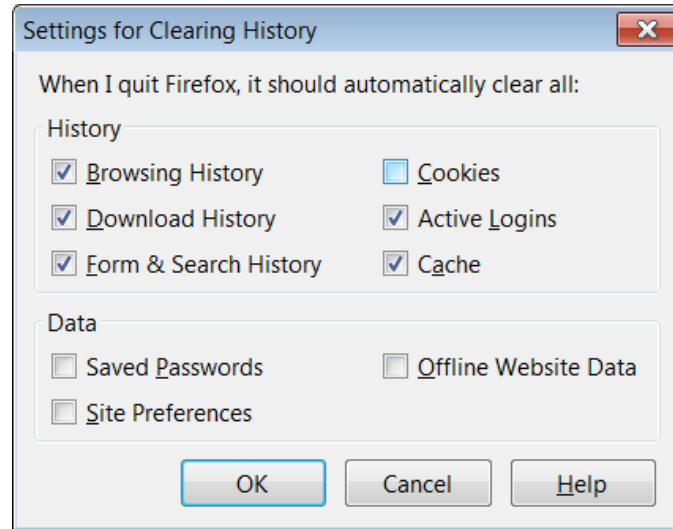 Settings for Clearing History
When I quit Firefox, it should automatically clear all:
History
Browsing History
Cookies
Download History
Active Logins
Form & Search History
Cache
Data
Saved Passwords
Offline Website Data
Site Preferences
OK
Cancel
Help